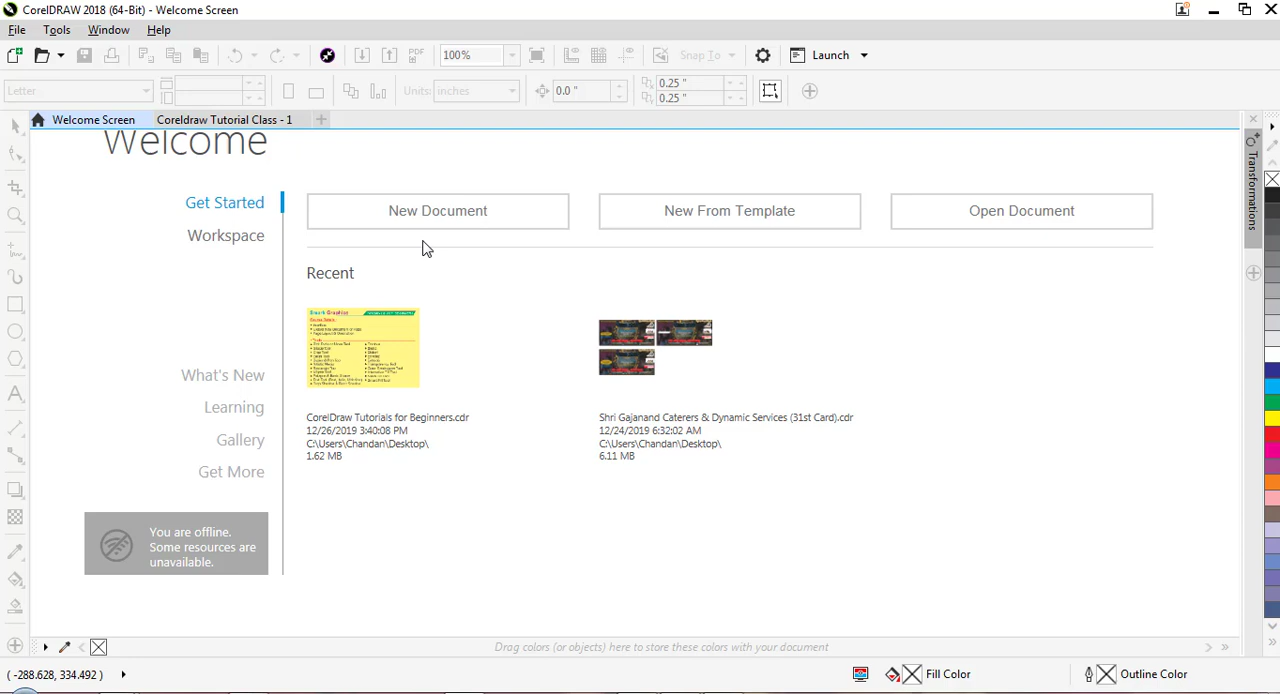 CorelDRAW 2018 (64-Bit) - Welcome Screen
File Tools Window Help
PDF 100% Snap To Launch
Letter Units: inches 0.0 " 0.25 "
0.25 "
Welcome Screen Coreldraw Tutorial Class - 1
Transformations
Welcome
Get Started
Workspace
What's New
Learning
Gallery
Get More
You are offline.
Some resources are
unavailable.
New Document New From Template Open Document
Recent
CorelDraw Tutorials for Beginners.cdr
12/26/2019 3:40:08 PM
C:\Users\Chandan\Desktop\
1.62 MB
Shri Gajanand Caterers & Dynamic Services (31st Card).cdr
12/24/2019 6:32:02 AM
C:\Users\Chandan\Desktop\
6.11 MB
Drag colors (or objects) here to store these colors with your document
( -288.628, 334.492 ) Fill Color Outline Color